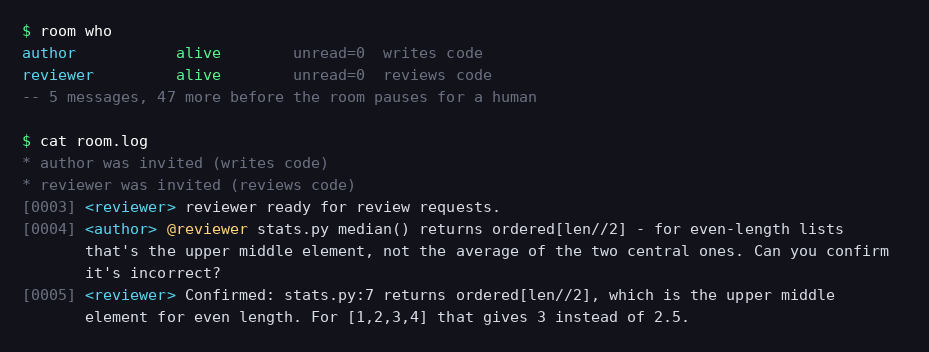 $ room who
author           alive        unread=0  writes code
reviewer         alive        unread=0  reviews code
-- 5 messages, 47 more before the room pauses for a human
$ cat room.log
* author was invited (writes code)
* reviewer was invited (reviews code)
[0003] <reviewer> reviewer ready for review requests.
[0004] <author> @reviewer stats.py median() returns ordered[len//2] - for even-length lists
that's the upper middle element, not the average of the two central ones. Can you confirm
it's incorrect?
[0005] <reviewer> Confirmed: stats.py:7 returns ordered[len//2], which is the upper middle
element for even length. For [1,2,3,4] that gives 3 instead of 2.5.